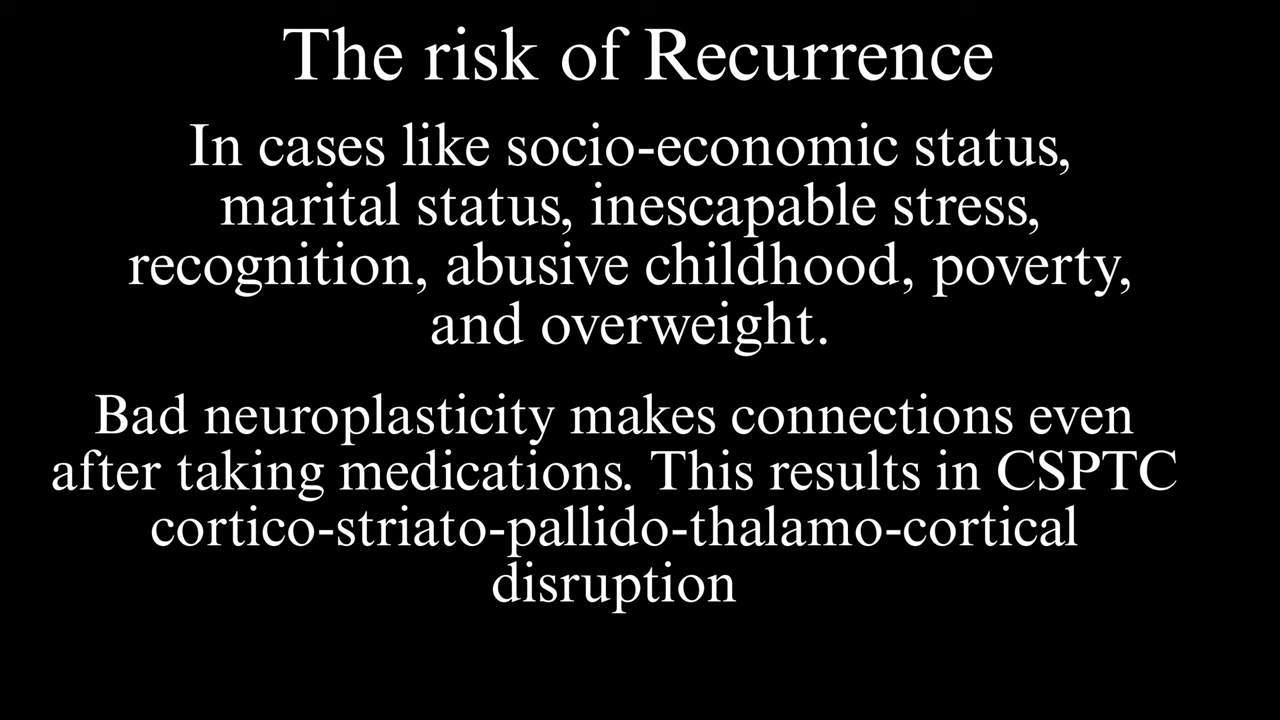 The risk of Recurrence
In cases like socio-economic status,
marital status, inescapable stress,
recognition, abusive childhood, poverty,
and overweight.
Bad neuroplasticity makes connections even
after taking medications. This results in CSPTC
cortico-striato-pallido-thalamo-cortical
disruption